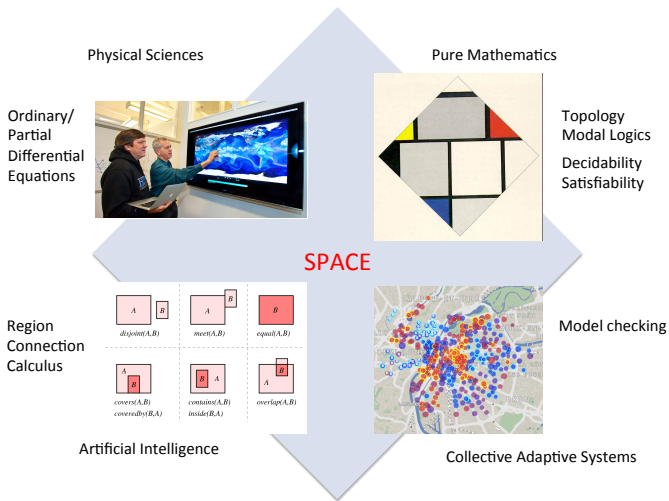 Physical Sciences
Pure Mathematics
Ordinary/
Partial
Differential
Equations
Topology
Modal Logics
Decidability
Satisfiability
SPACE
Region
Connection
Calculus
A
B
disjoint(A,B)
A
B
meet(A,B)
B
equal(A,B)
A
B
covers(A,B)
coveredby(B,A)
B
A
contains(A,B)
inside(B,A)
A
B
overlap(A,B)
Model checking
Artificial Intelligence
Collective Adaptive Systems